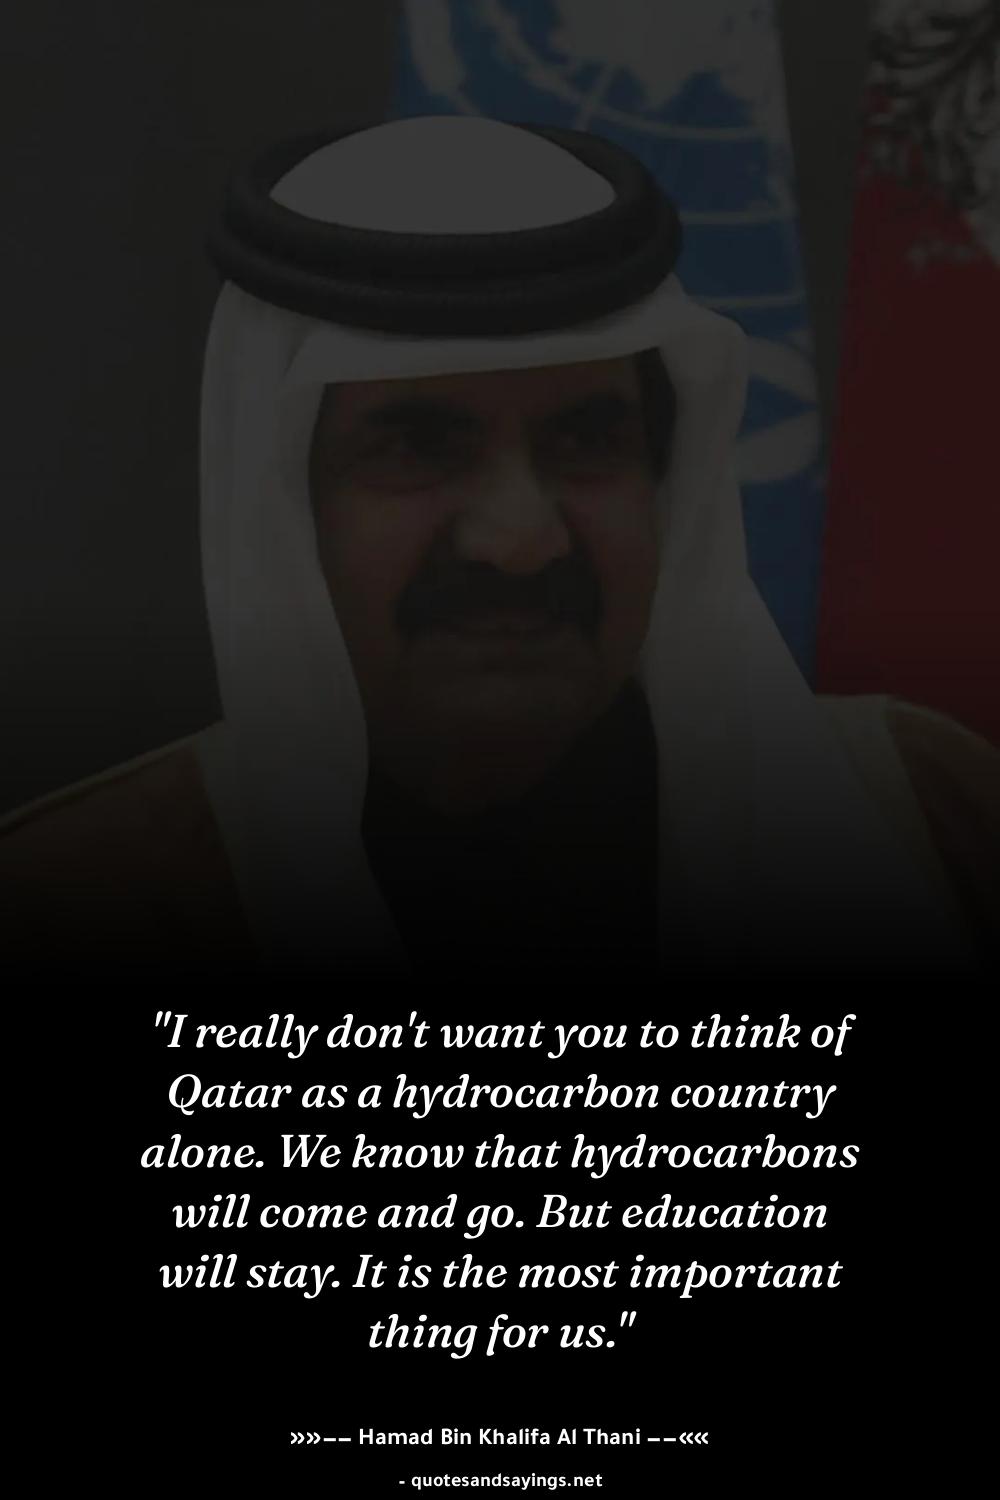 "I really don't want you to think of
Qatar as a hydrocarbon country
alone. We know that hydrocarbons
will come and go. But education
will stay. It is the most important
thing for us."
»»−− Hamad Bin Khalifa Al Thani −−««
- quotesandsayings.net